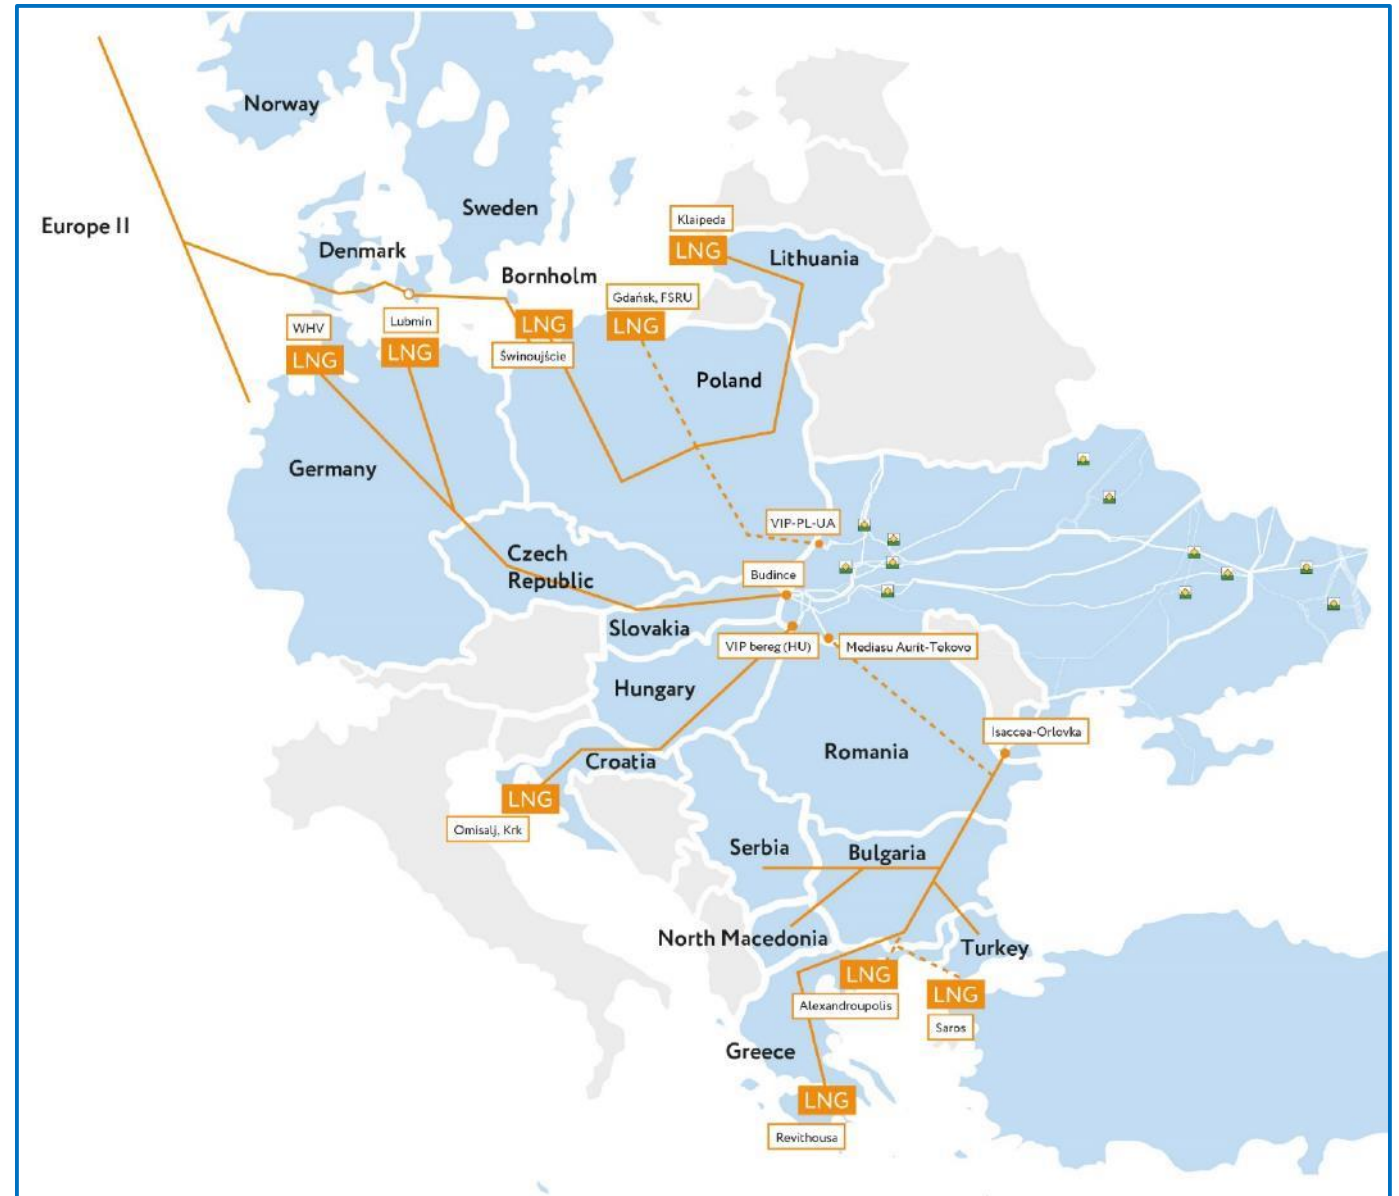 Norway
Sweden
Europe II
Denmark
Klaipeda
LNG
Lithuania
Bornholm
Gdańsk, FSRU
LNG
WHV
LNG
Lubmin
LNG
LNG
Świnoujście
Poland
Germany
VIP-PL-UA
Czech
Republic
Budince
Slovakia
VIP bereg (HU)
Mediasu Aurit-Tekovo
Hungary
Isaccea-Orlovka
Romania
Croatia
LNG
Omisalj, Krk
Serbia
Bulgaria
North Macedonia
Turkey
LNG
Alexandroupolis
LNG
Saros
Greece
LNG
Revithousa